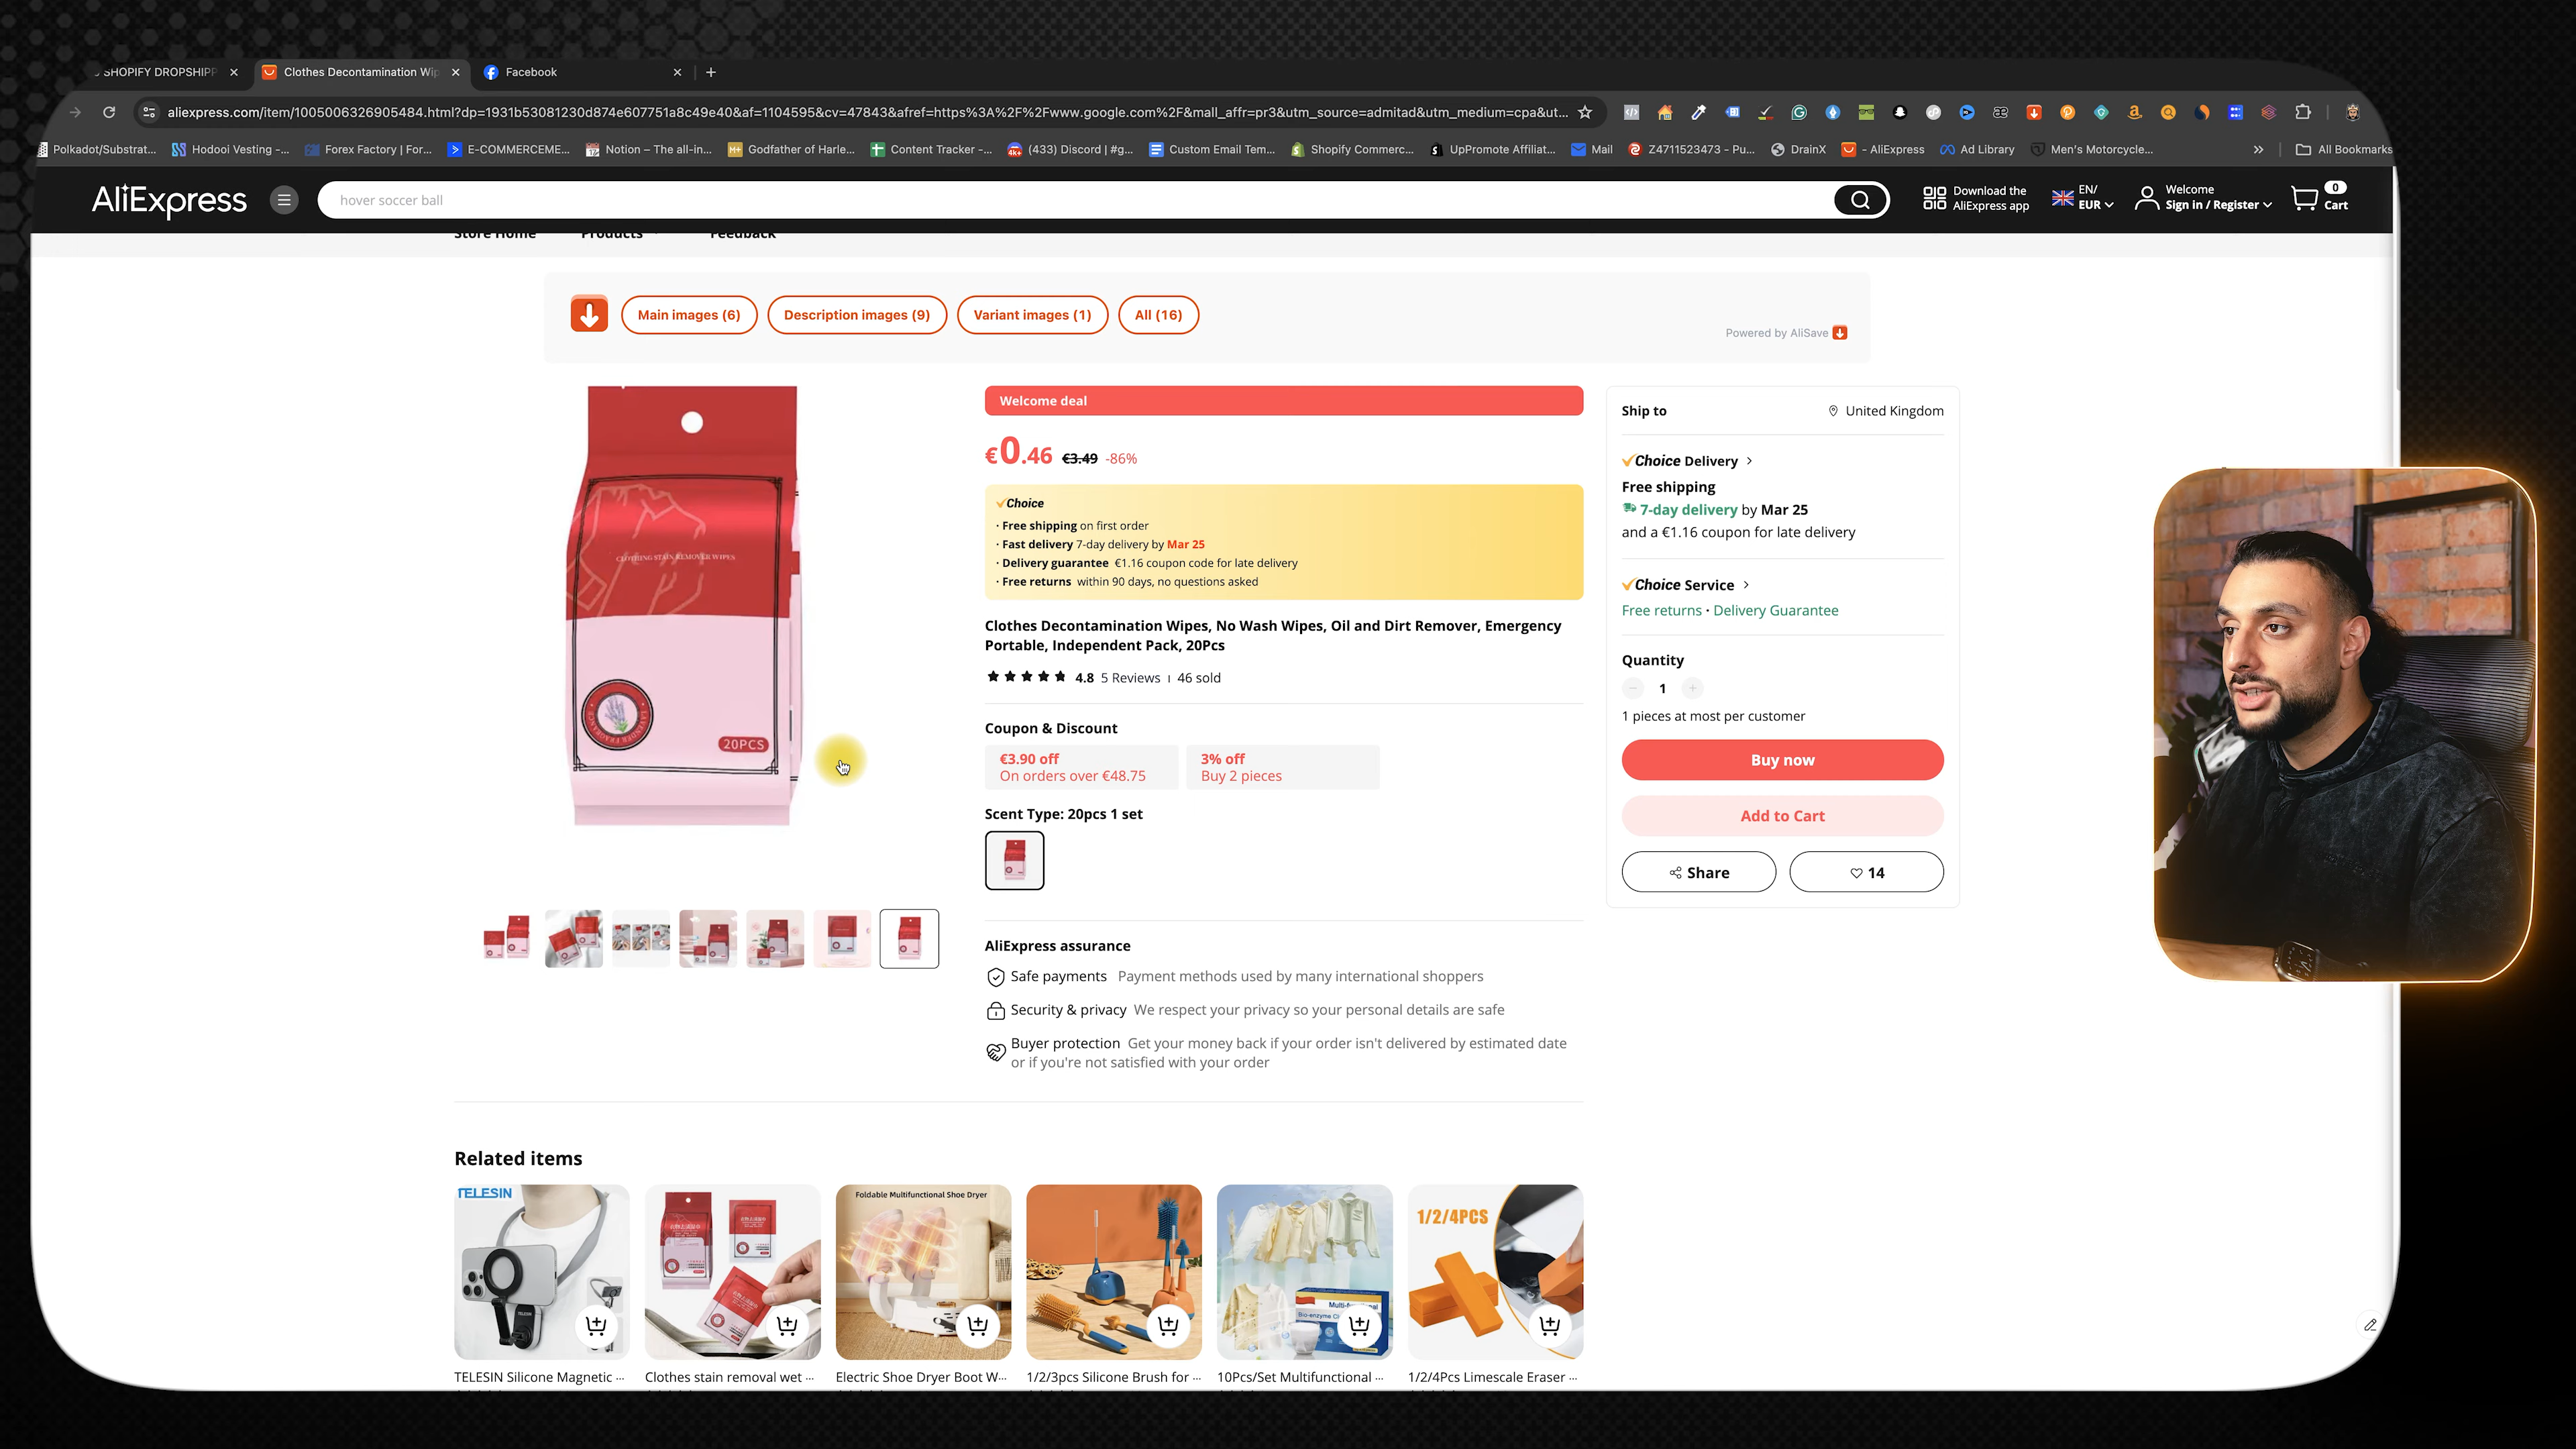 SHOPIFY DROPSHIPP
Clothes Decontamination Wip
Facebook
aliexpress.com/item/1005006326905484.html?dp=1931b53081230d874e607751a8c49e40&af=1104595&cv=47843&afref=https%3A%2F%2Fwww.google.com%2F&mall_affr=pr3&utm_source=admitad&utm_medium=cpa&ut...
Polkadot/Substrat...
Hodooi Vesting –...
Forex Factory | For...
E-COMMERCEME...
Notion – The all-in...
Godfather of Harle...
Content Tracker -...
(433) Discord | #g...
Custom Email Tem...
Shopify Commerc...
UpPromote Affiliat...
Mail
Z4711523473 - Pu...
DrainX
- AliExpress
Ad Library
Men's Motorcycle...
All Bookmarks
AliExpress
hover soccer ball
Download the
AliExpress app
EN/
EUR
Welcome
Sign in / Register
0
Cart
Store Home
Products
Feedback
Main images (6)
Description images (9)
Variant images (1)
All (16)
Powered by AliSave
CLOTHING STAIN REMOVER WIPES
20PCS
Welcome deal
€0.46 €3.49 -86%
Choice
· Free shipping on first order
· Fast delivery 7-day delivery by Mar 25
· Delivery guarantee €1.16 coupon code for late delivery
· Free returns within 90 days, no questions asked
Clothes Decontamination Wipes, No Wash Wipes, Oil and Dirt Remover, Emergency
Portable, Independent Pack, 20Pcs
4.8 5 Reviews | 46 sold
Coupon & Discount
€3.90 off
On orders over €48.75
3% off
Buy 2 pieces
Scent Type: 20pcs 1 set
AliExpress assurance
Safe payments Payment methods used by many international shoppers
Security & privacy We respect your privacy so your personal details are safe
Buyer protection Get your money back if your order isn't delivered by estimated date
or if you're not satisfied with your order
Ship to
United Kingdom
Choice Delivery
Free shipping
7-day delivery by Mar 25
and a €1.16 coupon for late delivery
Choice Service
Free returns · Delivery Guarantee
Quantity
1
1 pieces at most per customer
Buy now
Add to Cart
Share
14
Related items
TELESIN
Foldable Multifunctional Shoe Dryer
1/2/4PCS
TELESIN Silicone Magnetic ...
Clothes stain removal wet ...
Electric Shoe Dryer Boot W...
1/2/3pcs Silicone Brush for ...
10Pcs/Set Multifunctional ...
1/2/4Pcs Limescale Eraser ...